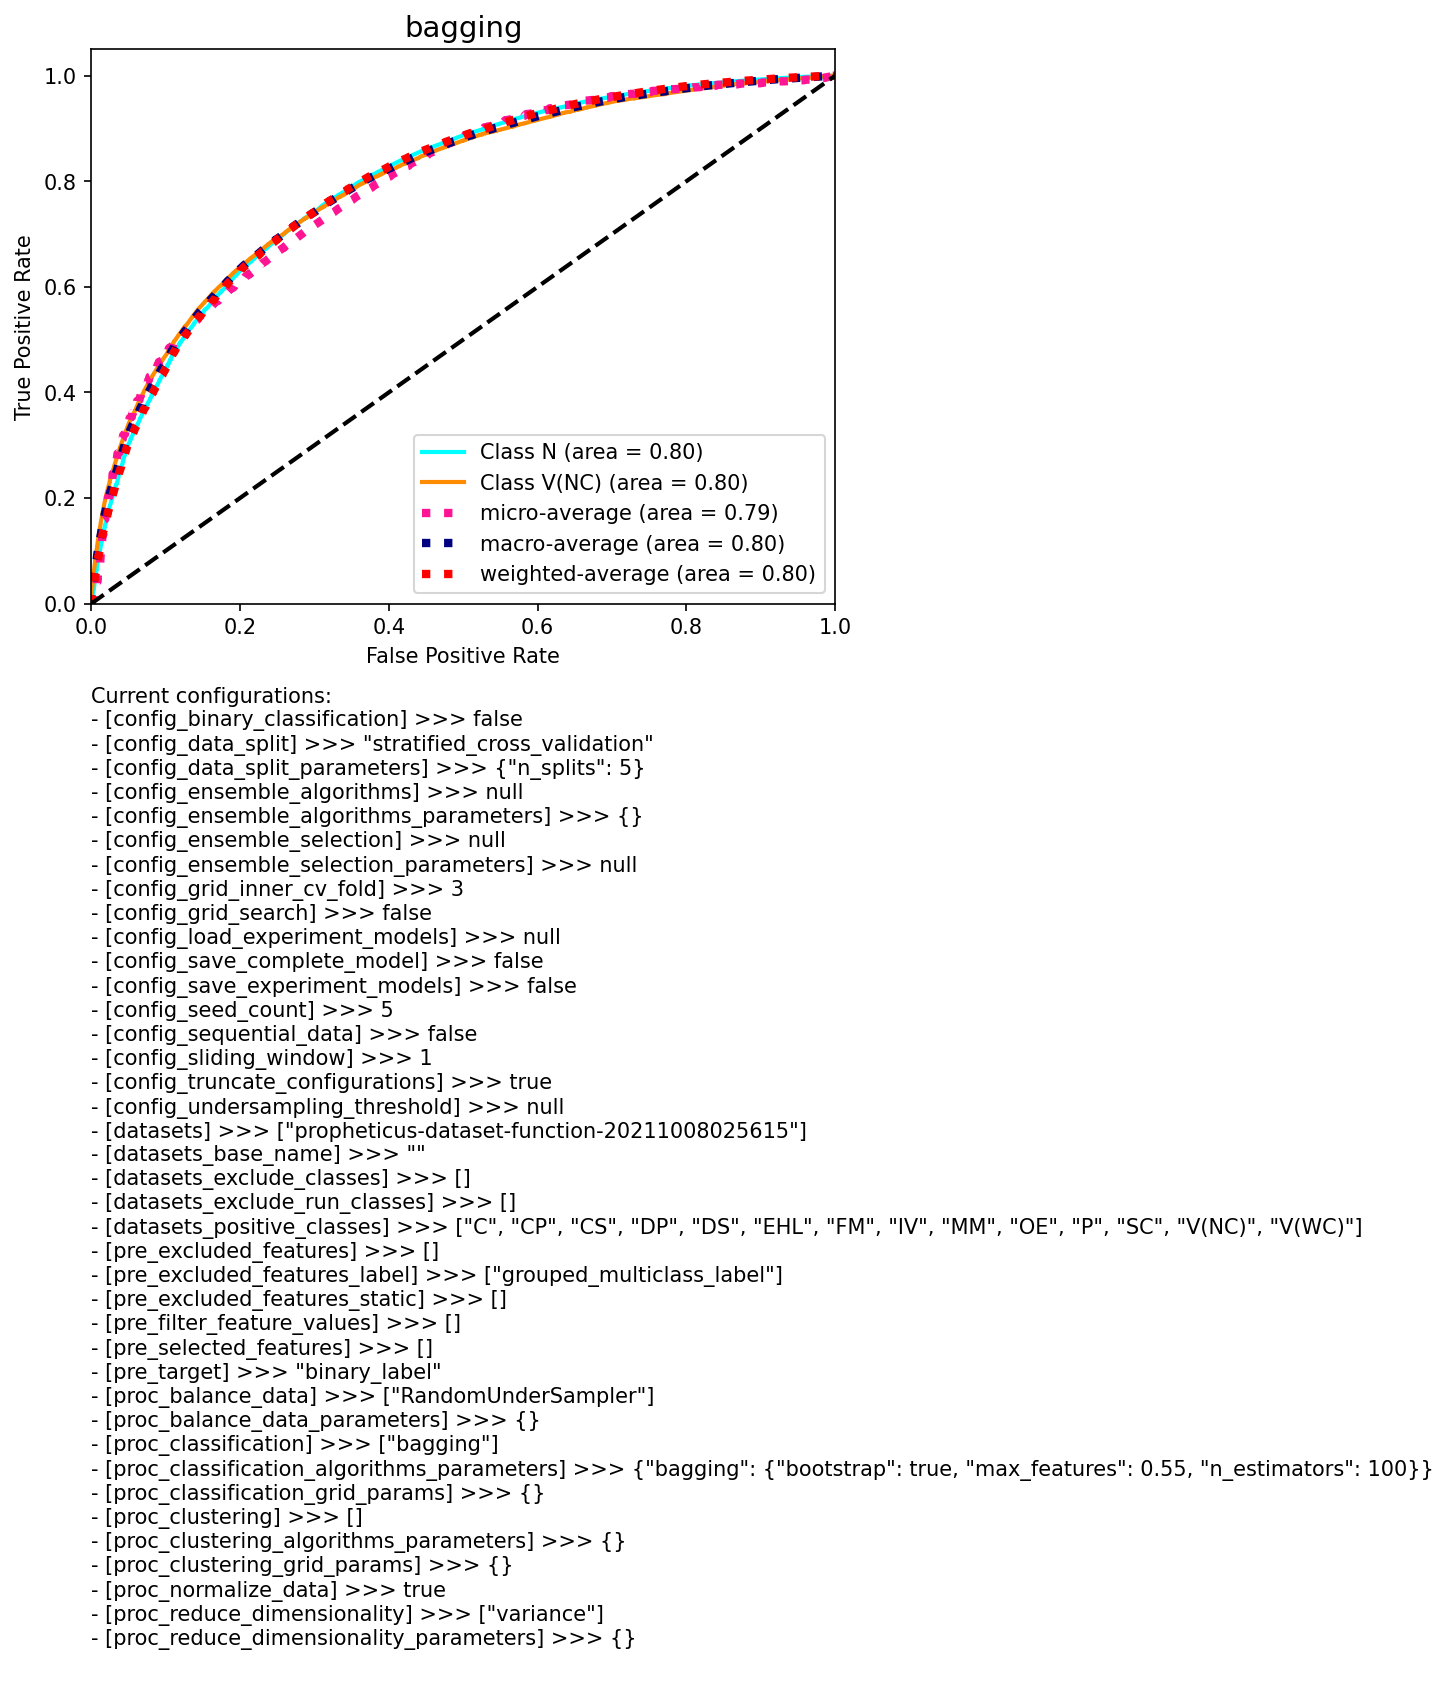 bagging
1.0
0.8
0.6
0.4
0.2
0.0
True Positive Rate
Class N (area = 0.80)
Class V(NC) (area = 0.80)
micro-average (area = 0.79)
macro-average (area = 0.80)
weighted-average (area = 0.80)
0.0 0.2 0.4 0.6 0.8 1.0
False Positive Rate
Current configurations:
- [config_binary_classification] >>> false
- [config_data_split] >>> "stratified_cross_validation"
- [config_data_split_parameters] >>> {"n_splits": 5}
- [config_ensemble_algorithms] >>> null
- [config_ensemble_algorithms_parameters] >>> {}
- [config_ensemble_selection] >>> null
- [config_ensemble_selection_parameters] >>> null
- [config_grid_inner_cv_fold] >>> 3
- [config_grid_search] >>> false
- [config_load_experiment_models] >>> null
- [config_save_complete_model] >>> false
- [config_save_experiment_models] >>> false
- [config_seed_count] >>> 5
- [config_sequential_data] >>> false
- [config_sliding_window] >>> 1
- [config_truncate_configurations] >>> true
- [config_undersampling_threshold] >>> null
- [datasets] >>> ["propheticus-dataset-function-20211008025615"]
- [datasets_base_name] >>> ""
- [datasets_exclude_classes] >>> []
- [datasets_exclude_run_classes] >>> []
- [datasets_positive_classes] >>> ["C", "CP", "CS", "DP", "DS", "EHL", "FM", "IV", "MM", "OE", "P", "SC", "V(NC)", "V(WC)"]
- [pre_excluded_features] >>> []
- [pre_excluded_features_label] >>> ["grouped_multiclass_label"]
- [pre_excluded_features_static] >>> []
- [pre_filter_feature_values] >>> []
- [pre_selected_features] >>> []
- [pre_target] >>> "binary_label"
- [proc_balance_data] >>> ["RandomUnderSampler"]
- [proc_balance_data_parameters] >>> {}
- [proc_classification] >>> ["bagging"]
- [proc_classification_algorithms_parameters] >>> {"bagging": {"bootstrap": true, "max_features": 0.55, "n_estimators": 100}}
- [proc_classification_grid_params] >>> {}
- [proc_clustering] >>> []
- [proc_clustering_algorithms_parameters] >>> {}
- [proc_clustering_grid_params] >>> {}
- [proc_normalize_data] >>> true
- [proc_reduce_dimensionality] >>> ["variance"]
- [proc_reduce_dimensionality_parameters] >>> {}